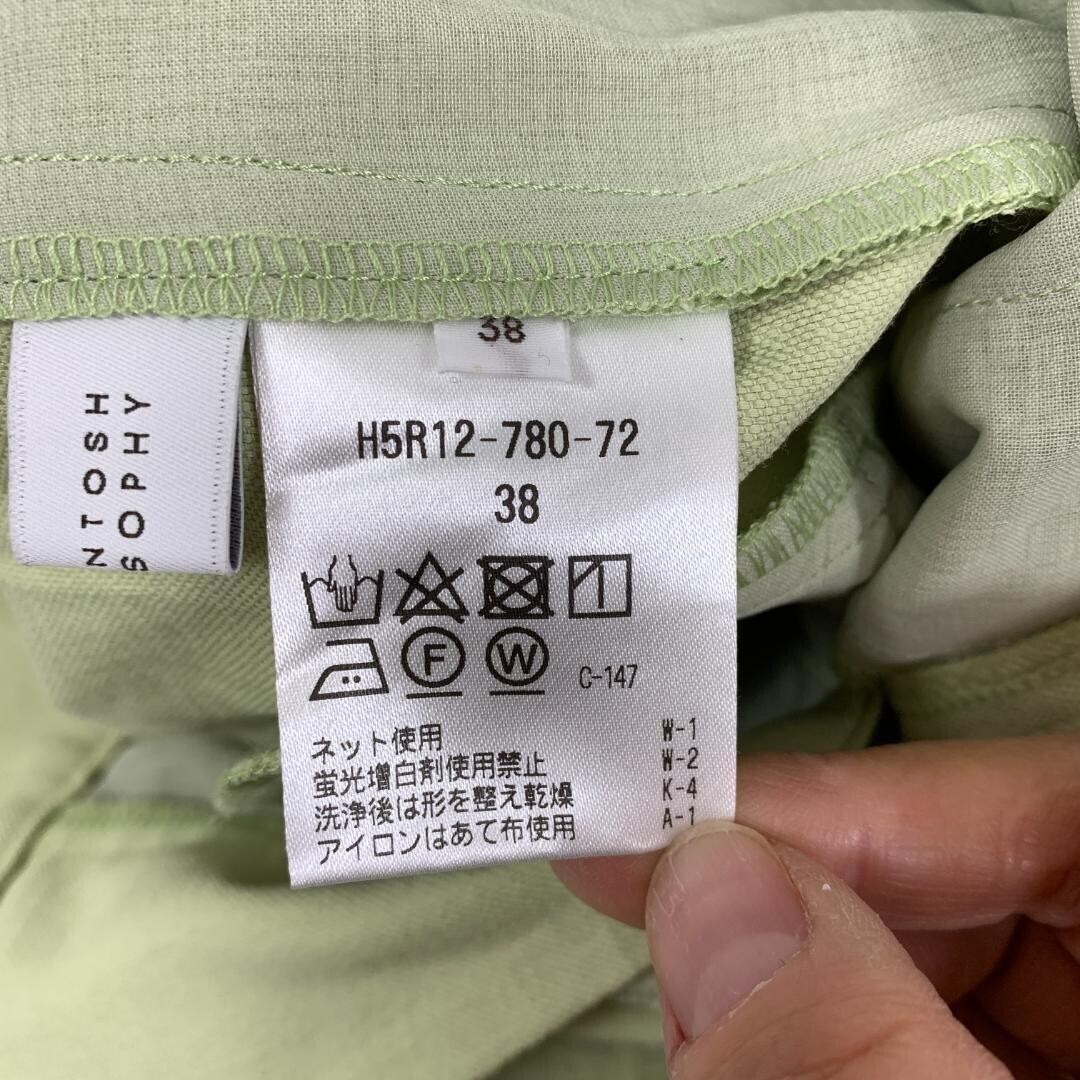 NTOSH
SOPHY
38
H5R12-780-72
38
F
W
C-147
ネット使用
蛍光増白剤使用禁止
洗浄後は形を整え乾燥
アイロンはあて布使用
W-1
W-2
K-4
A-1